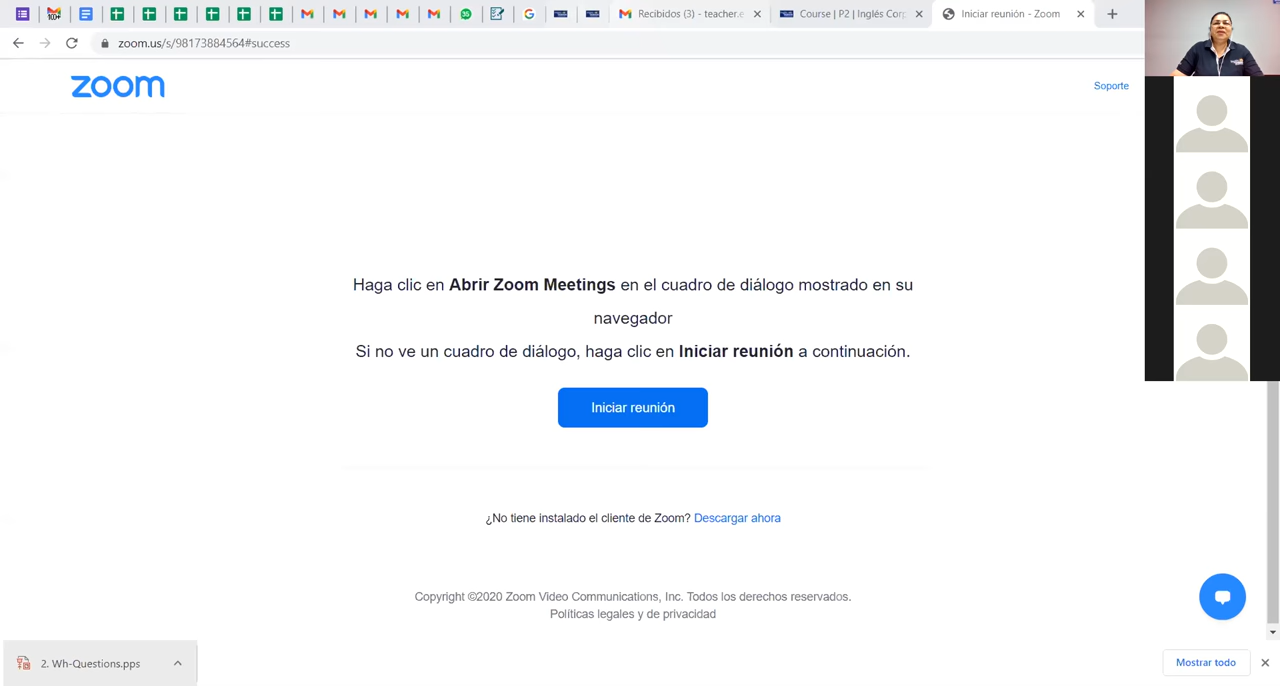 Recibidos (3) - teacher.e
Course | P2 | Inglés Corp
Iniciar reunión - Zoom
zoom.us/s/98173884564#success
zoom
Soporte
Haga clic en Abrir Zoom Meetings en el cuadro de diálogo mostrado en su
navegador
Si no ve un cuadro de diálogo, haga clic en Iniciar reunión a continuación.
Iniciar reunión
¿No tiene instalado el cliente de Zoom? Descargar ahora
Copyright ©2020 Zoom Video Communications, Inc. Todos los derechos reservados.
Políticas legales y de privacidad
2. Wh-Questions.pps
Mostrar todo